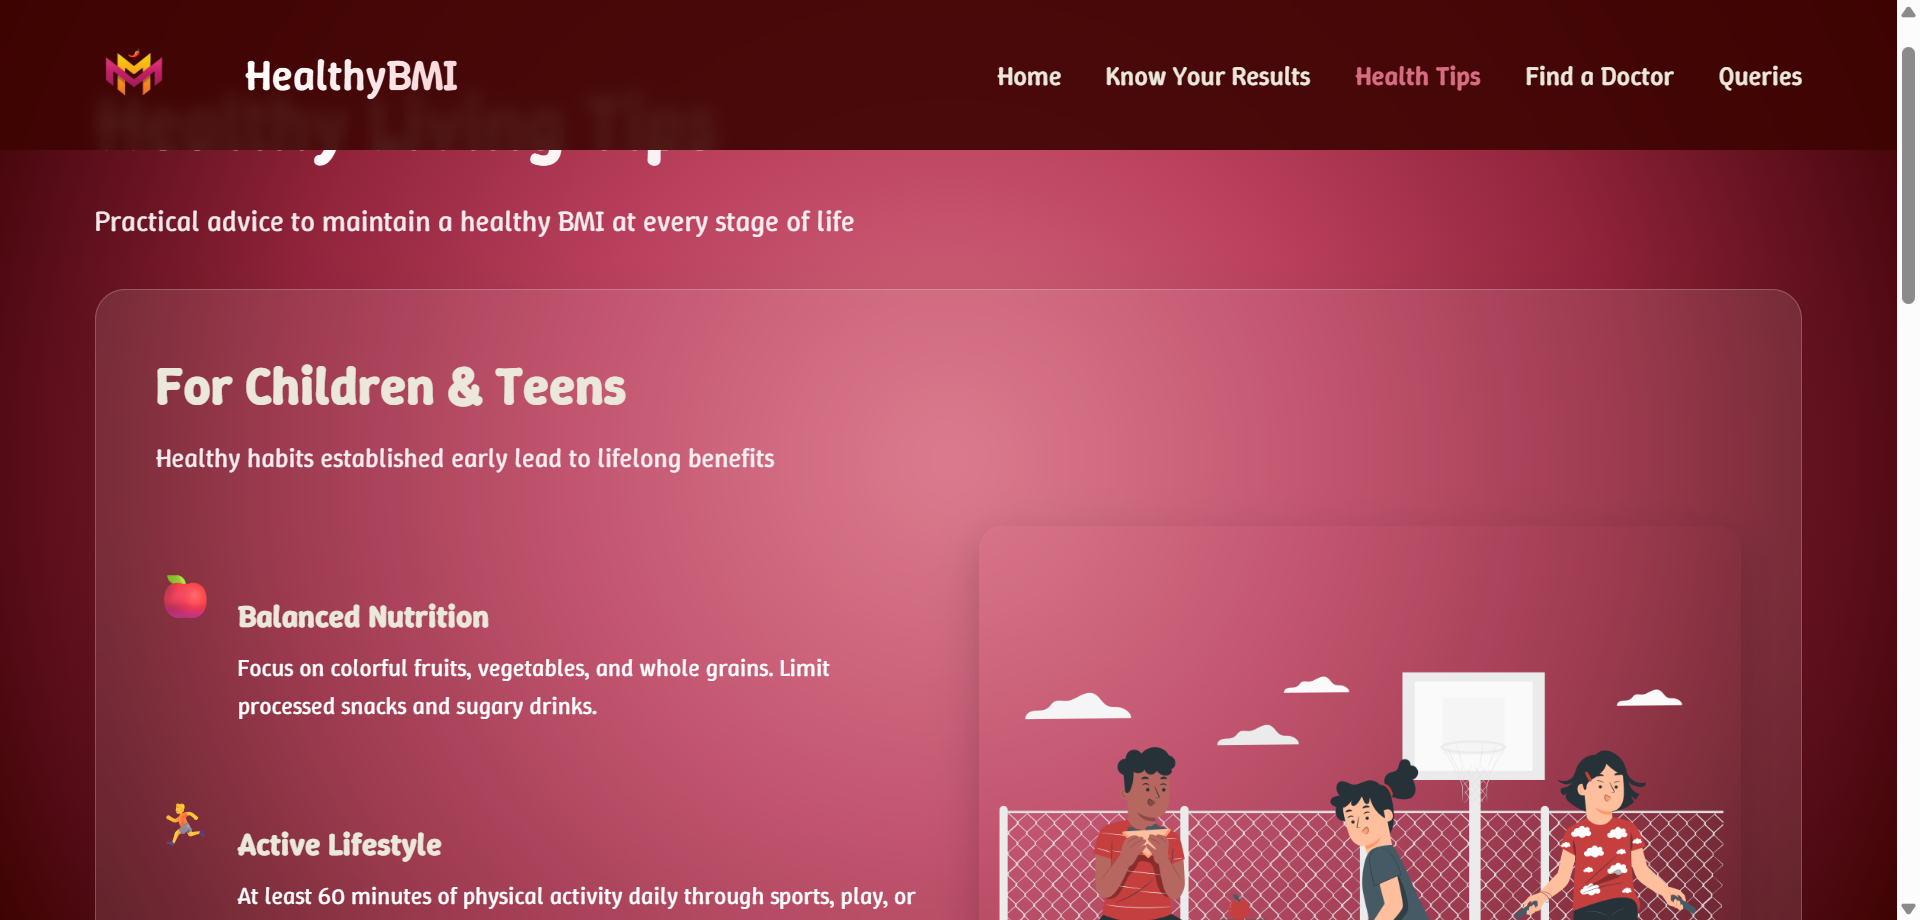 HealthyBMI
Home
Know Your Results
Health Tips
Find a Doctor
Queries
Healthy Living Tips
Practical advice to maintain a healthy BMI at every stage of life
For Children & Teens
Healthy habits established early lead to lifelong benefits
Balanced Nutrition
Focus on colorful fruits, vegetables, and whole grains. Limit
processed snacks and sugary drinks.
Active Lifestyle
At least 60 minutes of physical activity daily through sports, play, or